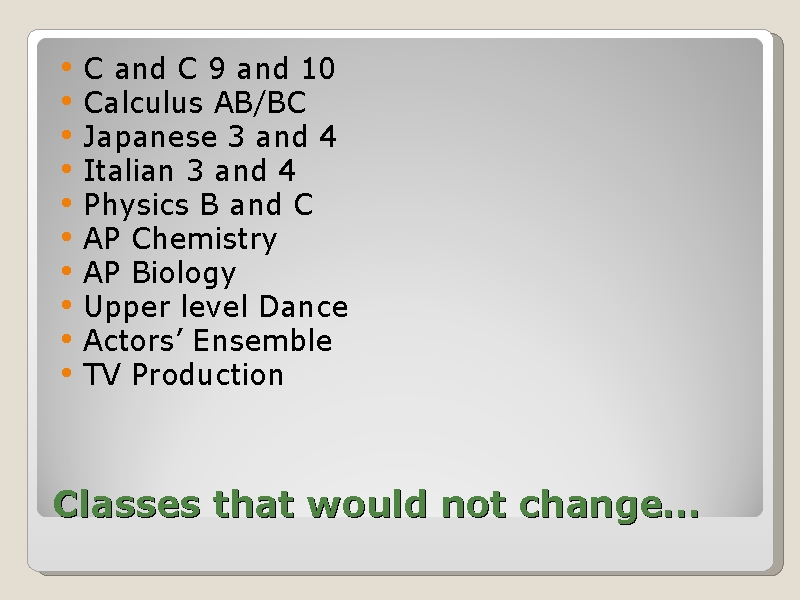 • C and C 9 and 10
• Calculus AB/BC
• Japanese 3 and 4
• Italian 3 and 4
• Physics B and C
• AP Chemistry
• AP Biology
• Upper level Dance
• Actors’ Ensemble
• TV Production
Classes that would not change…